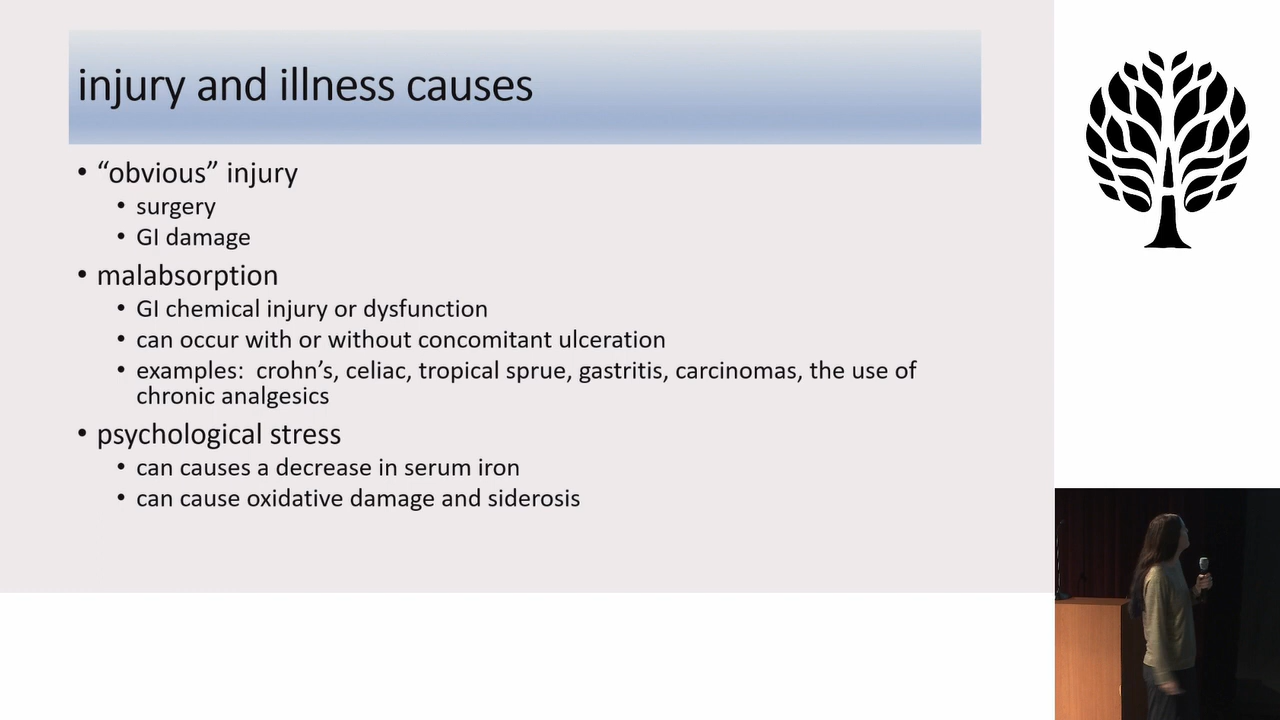 injury and illness causes
• “obvious” injury
• surgery
• GI damage
• malabsorption
• GI chemical injury or dysfunction
• can occur with or without concomitant ulceration
• examples:  crohn’s, celiac, tropical sprue, gastritis, carcinomas, the use of
chronic analgesics
• psychological stress
• can causes a decrease in serum iron
• can cause oxidative damage and siderosis